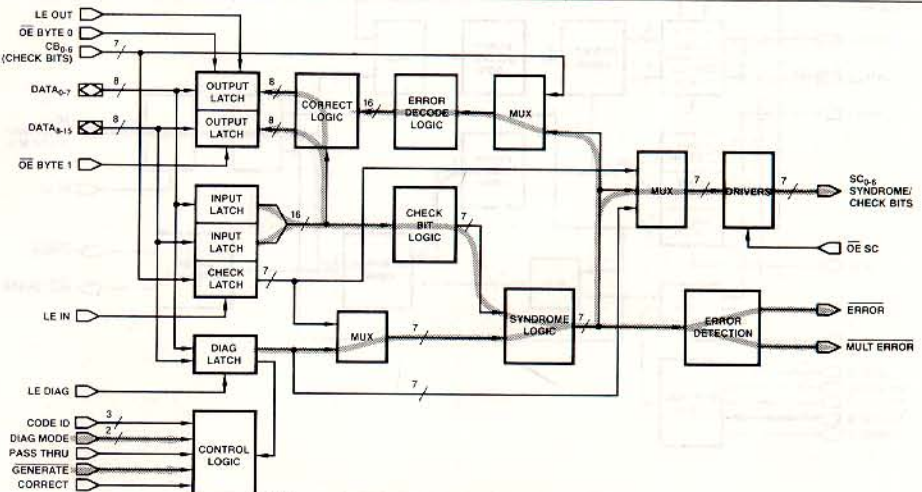 LE OUT
OE BYTE 0
CB0-6
(CHECK BITS)
7
DATA0-7
8
DATA8-15
8
OE BYTE 1
OUTPUT
LATCH
OUTPUT
LATCH
8
8
CORRECT
LOGIC
16
ERROR
DECODE
LOGIC
MUX
INPUT
LATCH
INPUT
LATCH
CHECK
LATCH
16
7
CHECK
BIT
LOGIC
7
MUX
7
DRIVERS
7
SC0-6
SYNDROME/
CHECK BITS
OE SC
LE IN
DIAG
LATCH
MUX
7
SYNDROME
LOGIC
7
ERROR
DETECTION
ERROR
MULT ERROR
7
LE DIAG
CODE ID
3
DIAG MODE
2
PASS THRU
GENERATE
CORRECT
CONTROL
LOGIC